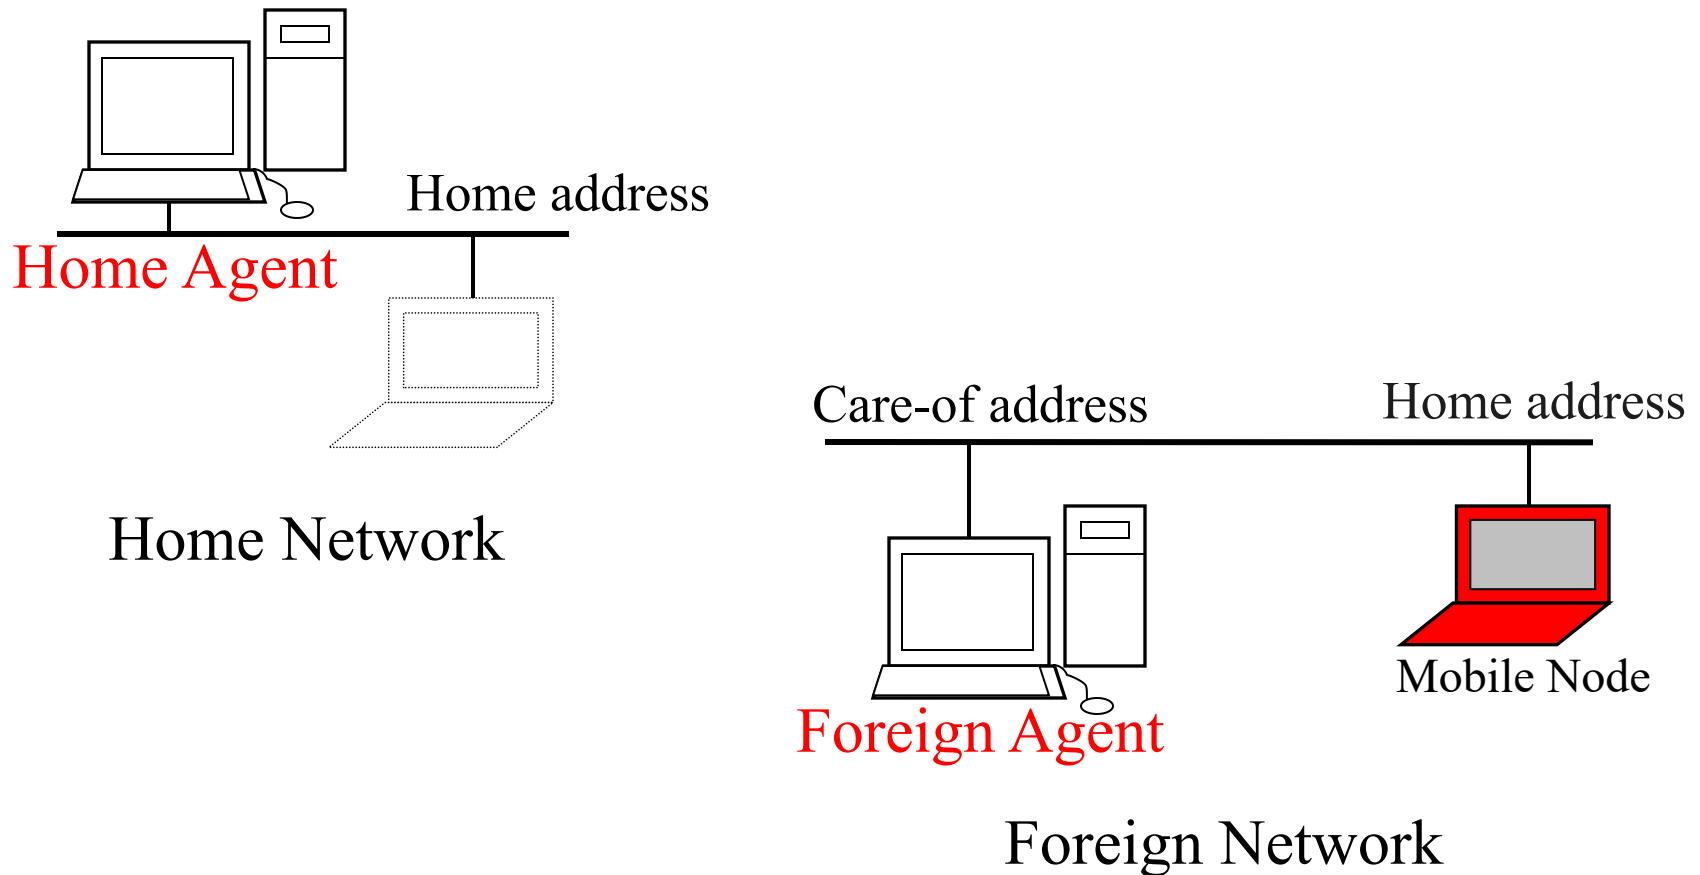 Home address
Home Agent
Home Network
Care-of address
Home address
Mobile Node
Foreign Agent
Foreign Network